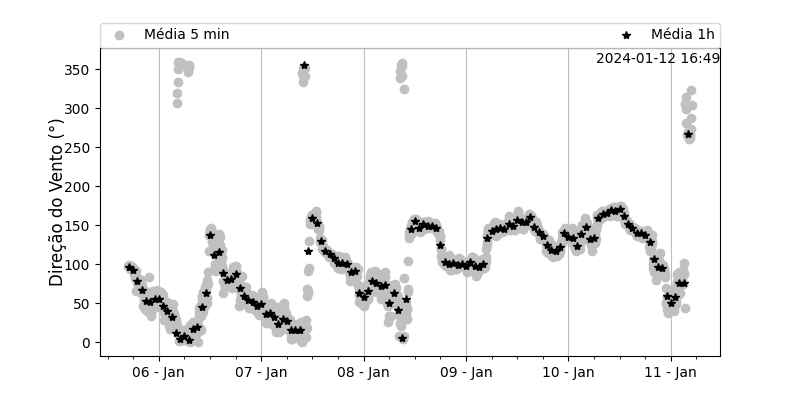 Média 5 min
Média 1h
2024-01-12 16:49
Direção do Vento (°)
350
300
250
200
150
100
50
0
06 - Jan
07 - Jan
08 - Jan
09 - Jan
10 - Jan
11 - Jan